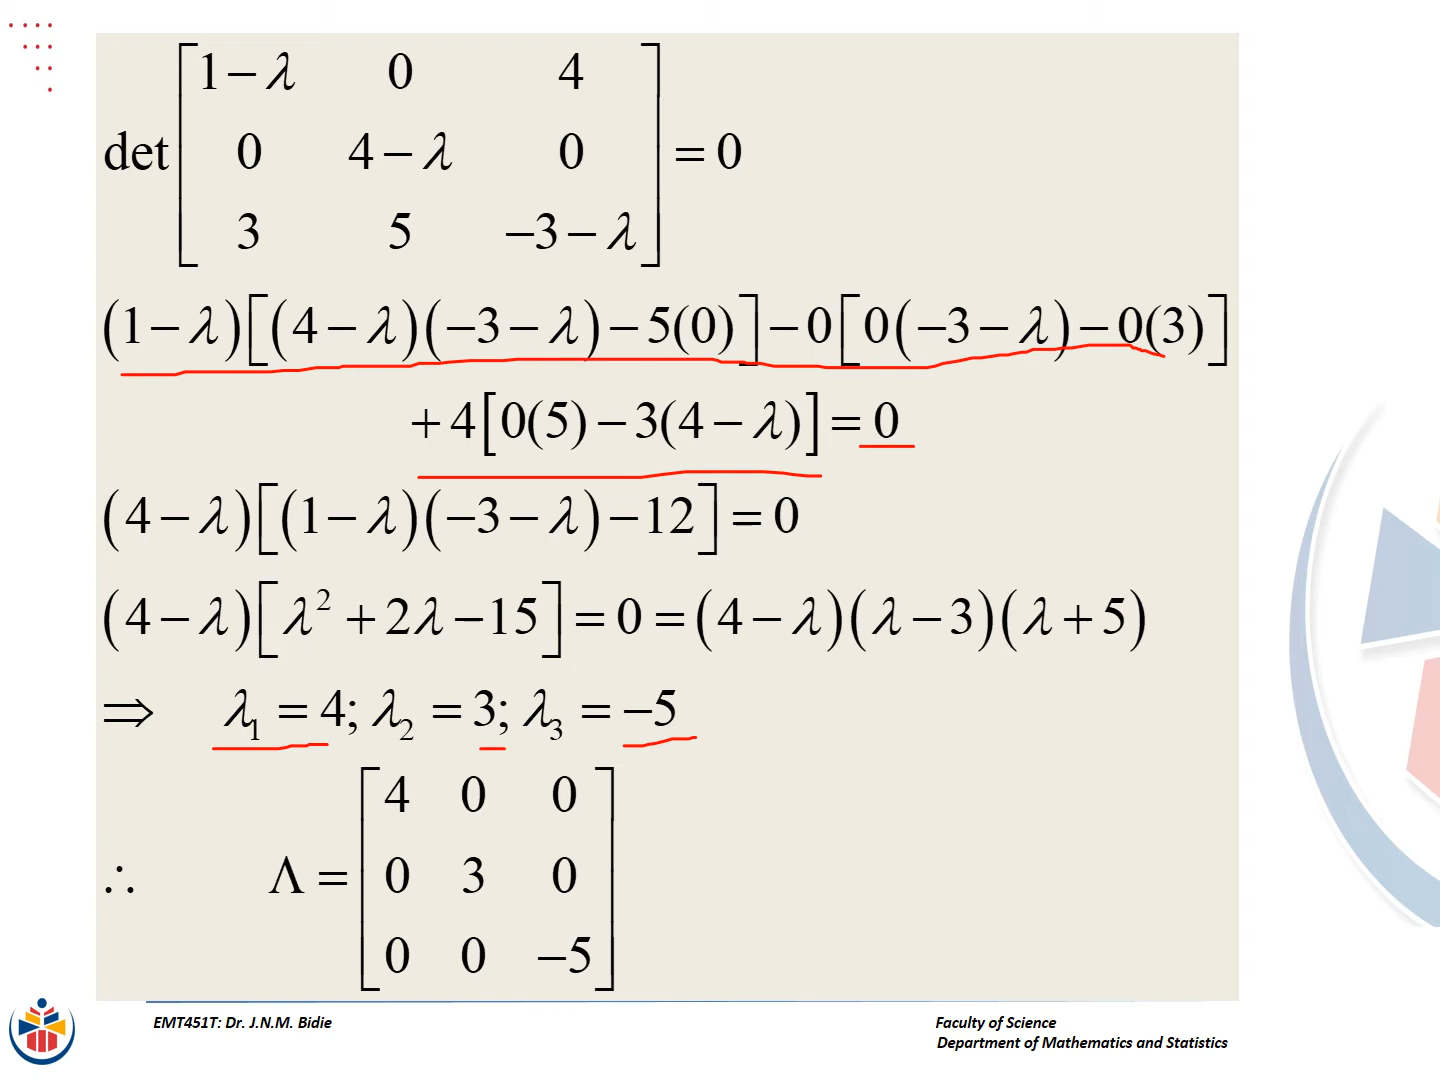 1−λ 0 4
det 0 4−λ 0 = 0
3 5 −3−λ
(1−λ)[(4−λ)(−3−λ)−5(0)]−0[0(−3−λ)−0(3)]
+4[0(5)−3(4−λ)]=0
(4−λ)[(1−λ)(−3−λ)−12]=0
(4−λ)[λ²+2λ−15]=0=(4−λ)(λ−3)(λ+5)
⇒ λ₁=4; λ₂=3; λ₃=−5
4 0 0
∴ Λ= 0 3 0
0 0 −5
EMT451T: Dr. J.N.M. Bidie
Faculty of Science
Department of Mathematics and Statistics